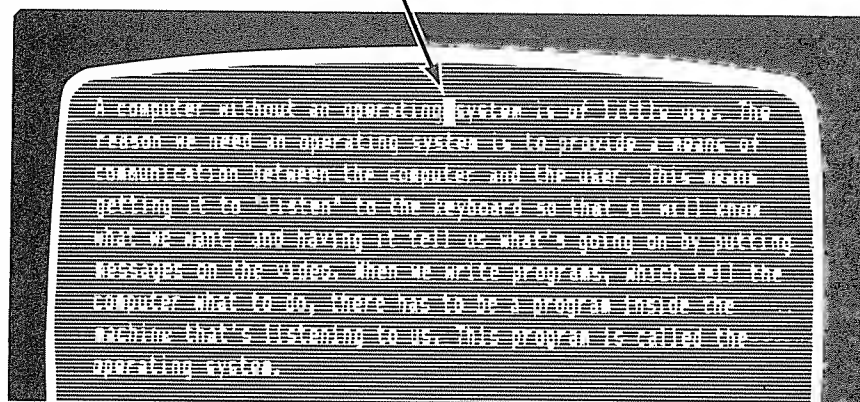 A computer without an operating system is of little use. The
reason we need an operating system is to provide a means of
communication between the computer and the user. This means
getting it to "listen" to the keyboard so that it will know
what we want, and having it tell us what's going on by putting
messages on the video. When we write programs, which tell the
computer what to do, there has to be a program inside the
machine that's listening to us. This program is called the
operating system.